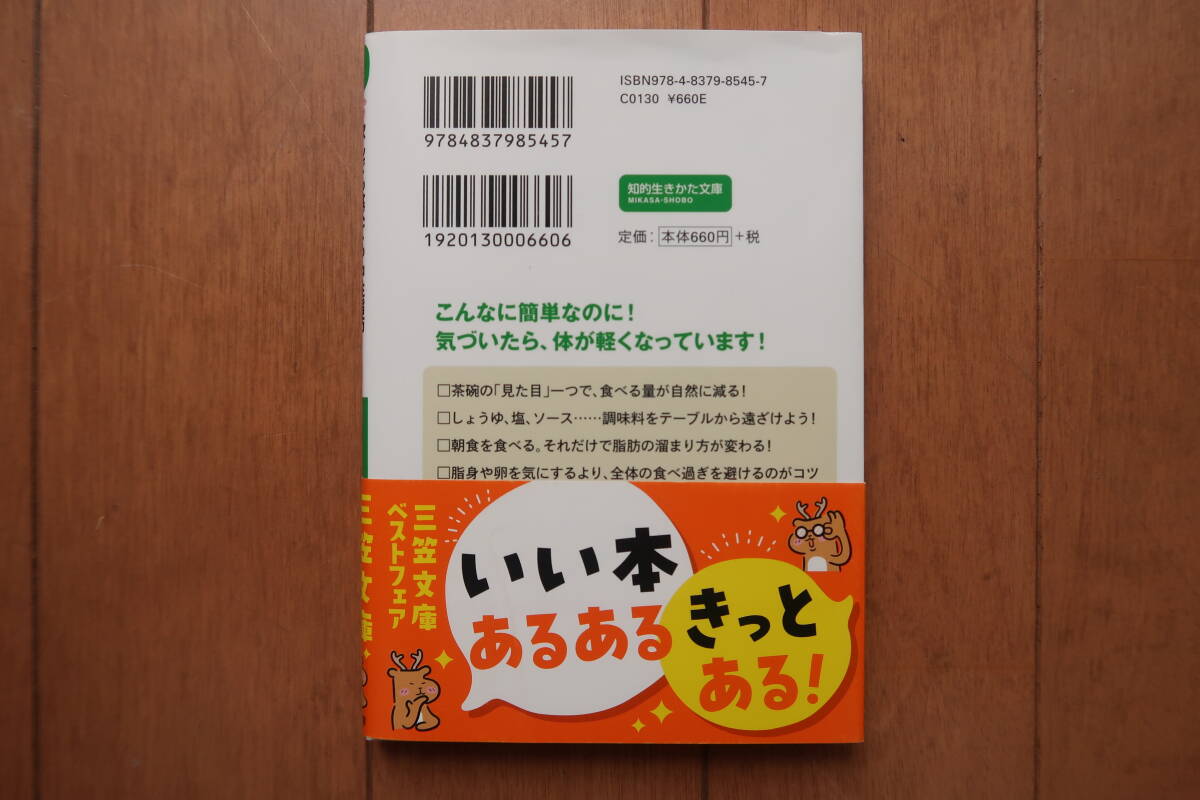 ISBN978-4-8379-8545-7
C0130 ¥660E
9784837985457
知的生きかた文庫
MIKASA-SHOBO
1920130006606
定価：本体660円+税
こんなに簡単なのに！
気づいたら、体が軽くなっています！
□茶碗の「見た目」一つで、食べる量が自然に減る！
□しょうゆ、塩、ソース……調味料をテーブルから遠ざけよう！
□朝食を食べる。それだけで脂肪の溜まり方が変わる！
□脂身や卵を気にするより、全体の食べ過ぎを避けるのがコツ
三笠文庫
ベストフェア
いい本
あるある
きっと
ある！
三笠文庫